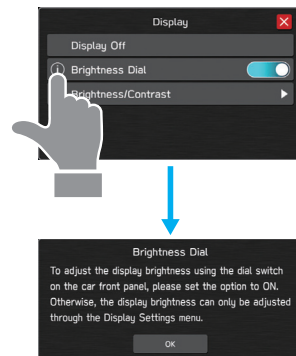 Display
Display Off
Brightness Dial
Brightness/Contrast
Brightness Dial
To adjust the display brightness using the dial switch
on the car front panel, please set the option to ON.
Otherwise, the display brightness can only be adjusted
through the Display Settings menu.
OK